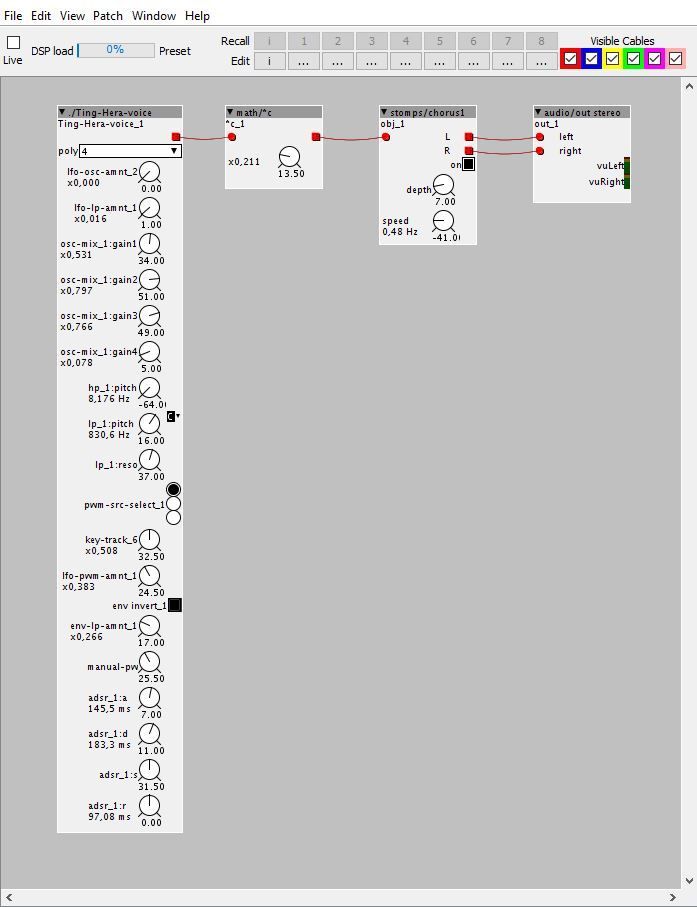 File Edit View Patch Window Help
Live
DSP load 0% Preset
Recall i 1 2 3 4 5 6 7 8
Edit i ... ... ... ... ... ... ... ...
Visible Cables
./Ting-Hera-voice
Ting-Hera-voice_1
poly 4
lfo-osc-amnt_2
x0,000
0.00
lfo-lp-amnt_1
x0,016
1.00
osc-mix_1:gain1
x0,531
34.00
osc-mix_1:gain2
x0,797
51.00
osc-mix_1:gain3
x0,766
49.00
osc-mix_1:gain4
x0,078
5.00
hp_1:pitch
8,176 Hz
-64.0
C
lp_1:pitch
830,6 Hz
16.00
lp_1:reso
37.00
pwm-src-select_1
key-track_6
x0,508
32.50
lfo-pwm-amnt_1
x0,383
24.50
env invert_1
env-lp-amnt_1
x0,266
17.00
manual-pw
25.50
adsr_1:a
145,5 ms
7.00
adsr_1:d
183,3 ms
11.00
adsr_1:s
31.50
adsr_1:r
97,08 ms
0.00
math/*c
*c_1
x0,211
13.50
stomps/chorus1
obj_1
L
R
on
depth
7.00
speed
0,48 Hz
-41.0
audio/out stereo
out_1
left
right
vuLeft
vuRight